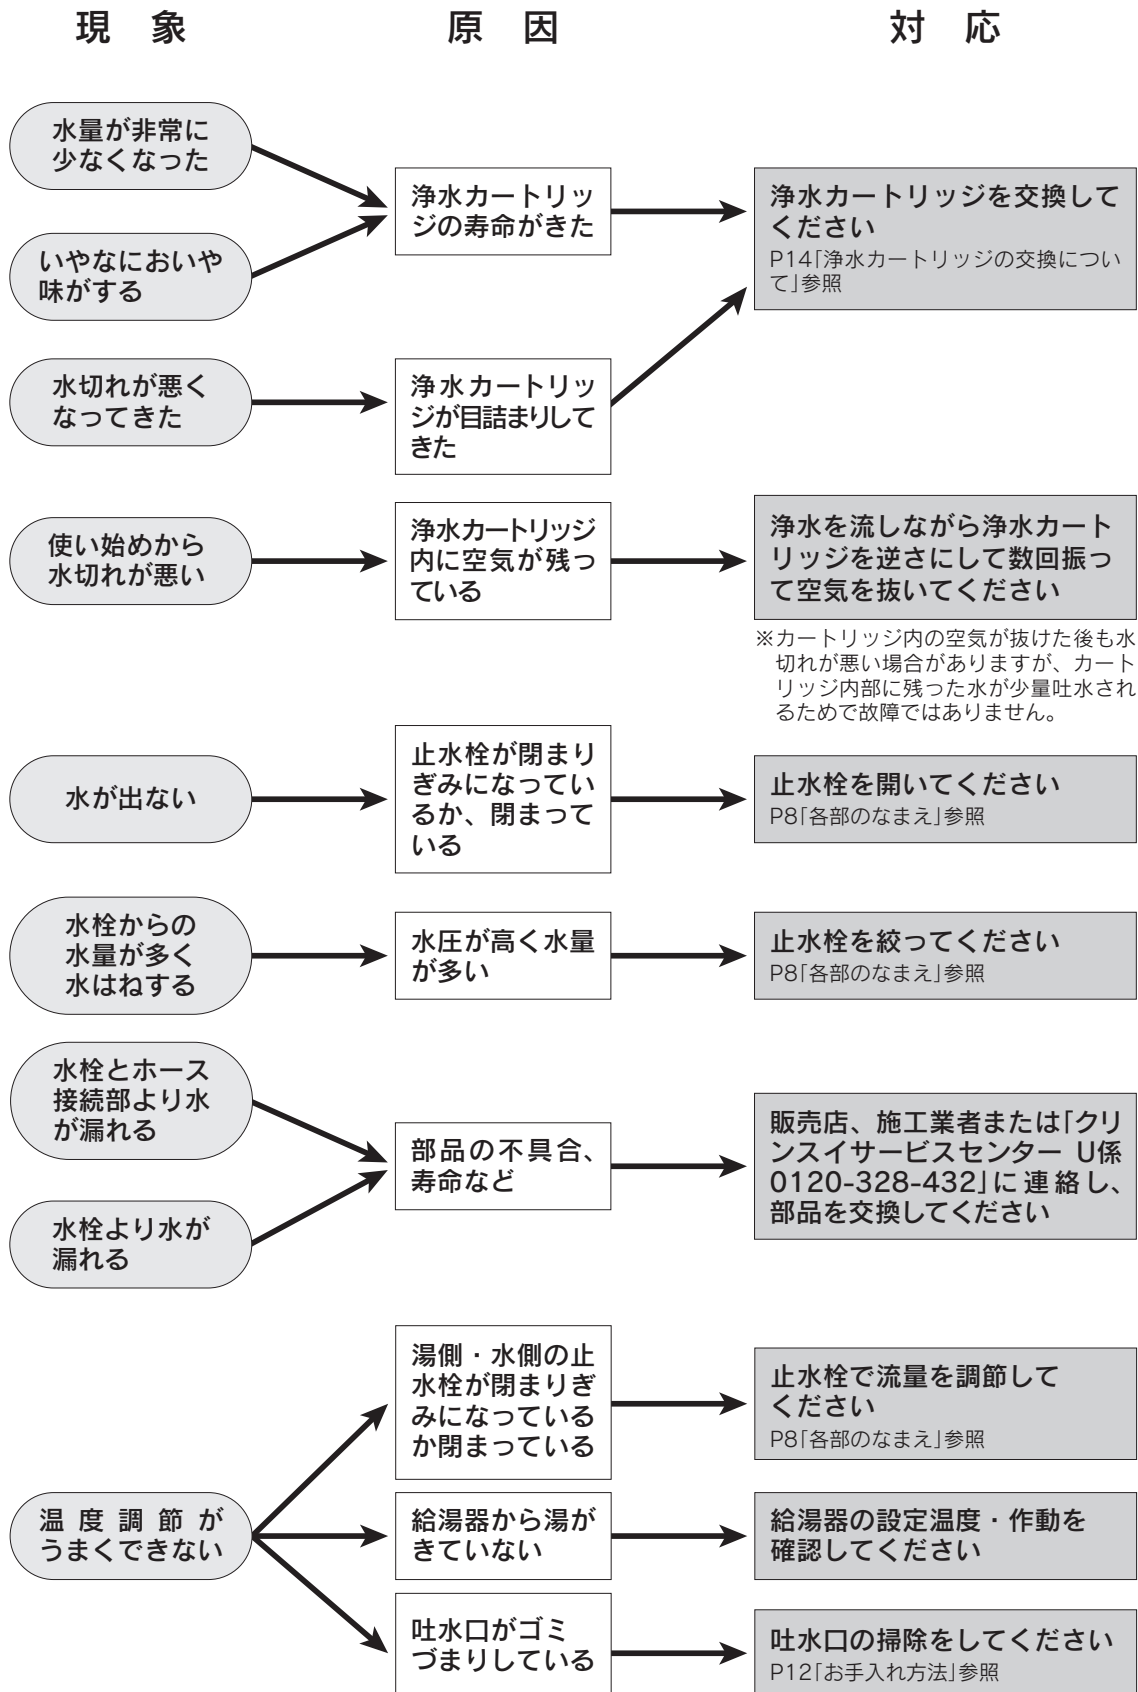 現　象
原　因
対　応
水量が非常に
少なくなった
いやなにおいや
味がする
浄水カートリッ
ジの寿命がきた
浄水カートリッジを交換して
ください
P14｢浄水カートリッジの交換につい
て｣参照
水切れが悪く
なってきた
浄水カートリッ
ジが目詰まりして
きた
使い始めから
水切れが悪い
浄水カートリッジ
内に空気が残っ
ている
浄水を流しながら浄水カート
リッジを逆さにして数回振っ
て空気を抜いてください
※カートリッジ内の空気が抜けた後も水
切れが悪い場合がありますが、カート
リッジ内部に残った水が少量吐水され
るためで故障ではありません。
水が出ない
止水栓が閉まり
ぎみになってい
るか、閉まって
いる
止水栓を開いてください
P8｢各部のなまえ｣参照
水栓からの
水量が多く
水はねする
水圧が高く水量
が多い
止水栓を絞ってください
P8｢各部のなまえ｣参照
水栓とホース
接続部より水
が漏れる
水栓より水が
漏れる
部品の不具合、
寿命など
販売店、施工業者または｢クリ
ンスイサービスセンター U係
0120-328-432｣に連絡し、
部品を交換してください
温度調節が
うまくできない
湯側・水側の止
水栓が閉まりぎ
みになっている
か閉まっている
止水栓で流量を調節して
ください
P8｢各部のなまえ｣参照
給湯器から湯が
きていない
給湯器の設定温度・作動を
確認してください
吐水口がゴミ
づまりしている
吐水口の掃除をしてください
P12｢お手入れ方法｣参照